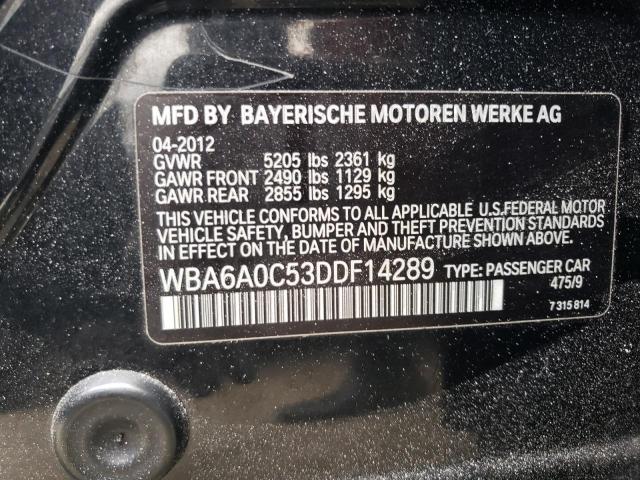 MFD BY BAYERISCHE MOTOREN WERKE AG
04-2012
GVWR 5205 lbs 2361 kg
GAWR FRONT 2490 lbs 1129 kg
GAWR REAR 2855 lbs 1295 kg
THIS VEHICLE CONFORMS TO ALL APPLICABLE U.S. FEDERAL MOTOR
VEHICLE SAFETY, BUMPER AND THEFT PREVENTION STANDARDS
IN EFFECT ON THE DATE OF MANUFACTURE SHOWN ABOVE.
WBA6A0C53DDF14289 TYPE: PASSENGER CAR
475/9
7 315 814